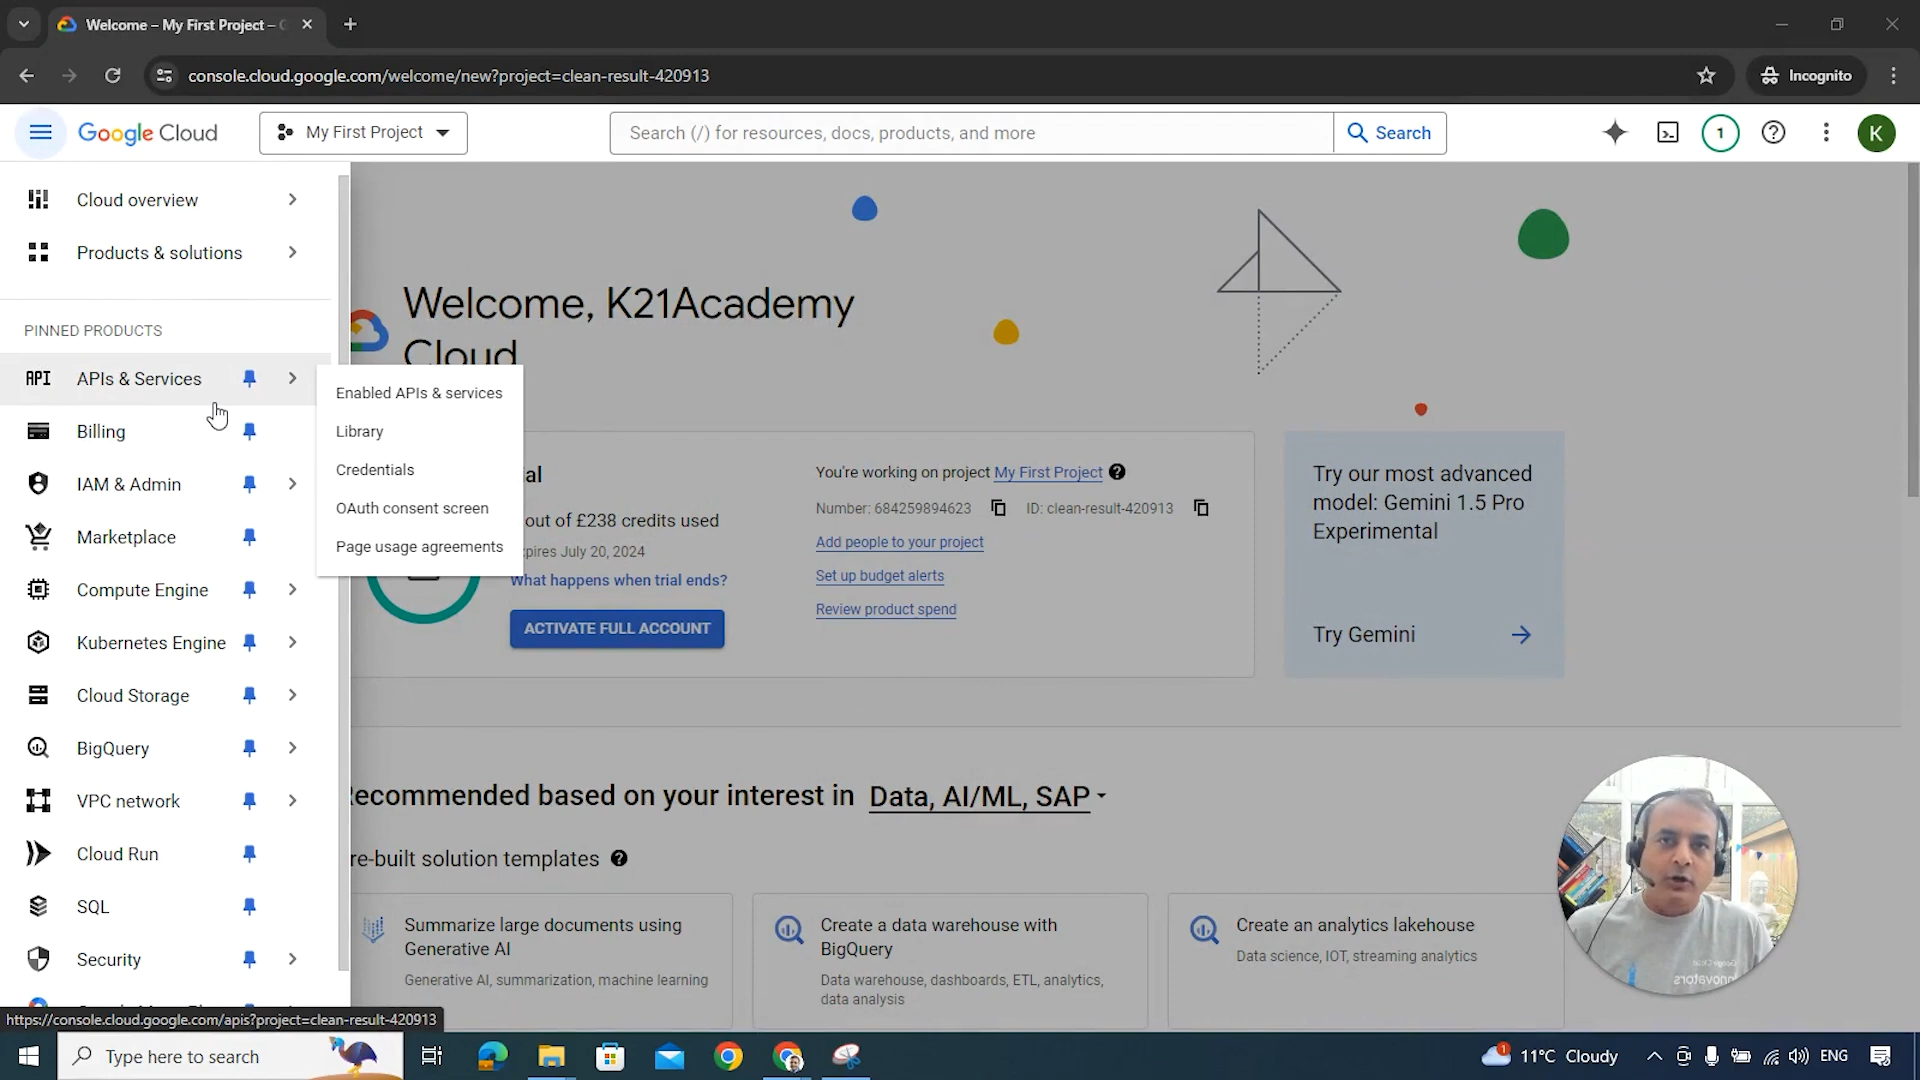 Welcome – My First Project –
console.cloud.google.com/welcome/new?project=clean-result-420913
Incognito
Google Cloud
My First Project
Search (/) for resources, docs, products, and more
Search
1
K
Cloud overview
Products & solutions
PINNED PRODUCTS
API APIs & Services
Billing
IAM & Admin
Marketplace
Compute Engine
Kubernetes Engine
Cloud Storage
BigQuery
VPC network
Cloud Run
SQL
Security
Enabled APIs & services
Library
Credentials
OAuth consent screen
Page usage agreements
Welcome, K21Academy
Cloud
out of £238 credits used
expires July 20, 2024
What happens when trial ends?
ACTIVATE FULL ACCOUNT
You're working on project My First Project
Number: 684259894623 ID: clean-result-420913
Add people to your project
Set up budget alerts
Review product spend
Try our most advanced
model: Gemini 1.5 Pro
Experimental
Try Gemini
Recommended based on your interest in Data, AI/ML, SAP
re-built solution templates
Summarize large documents using
Generative AI
Generative AI, summarization, machine learning
Create a data warehouse with
BigQuery
Data warehouse, dashboards, ETL, analytics,
data analysis
Create an analytics lakehouse
Data science, IOT, streaming analytics
https://console.cloud.google.com/apis?project=clean-result-420913
Type here to search
1
11°C Cloudy
ENG